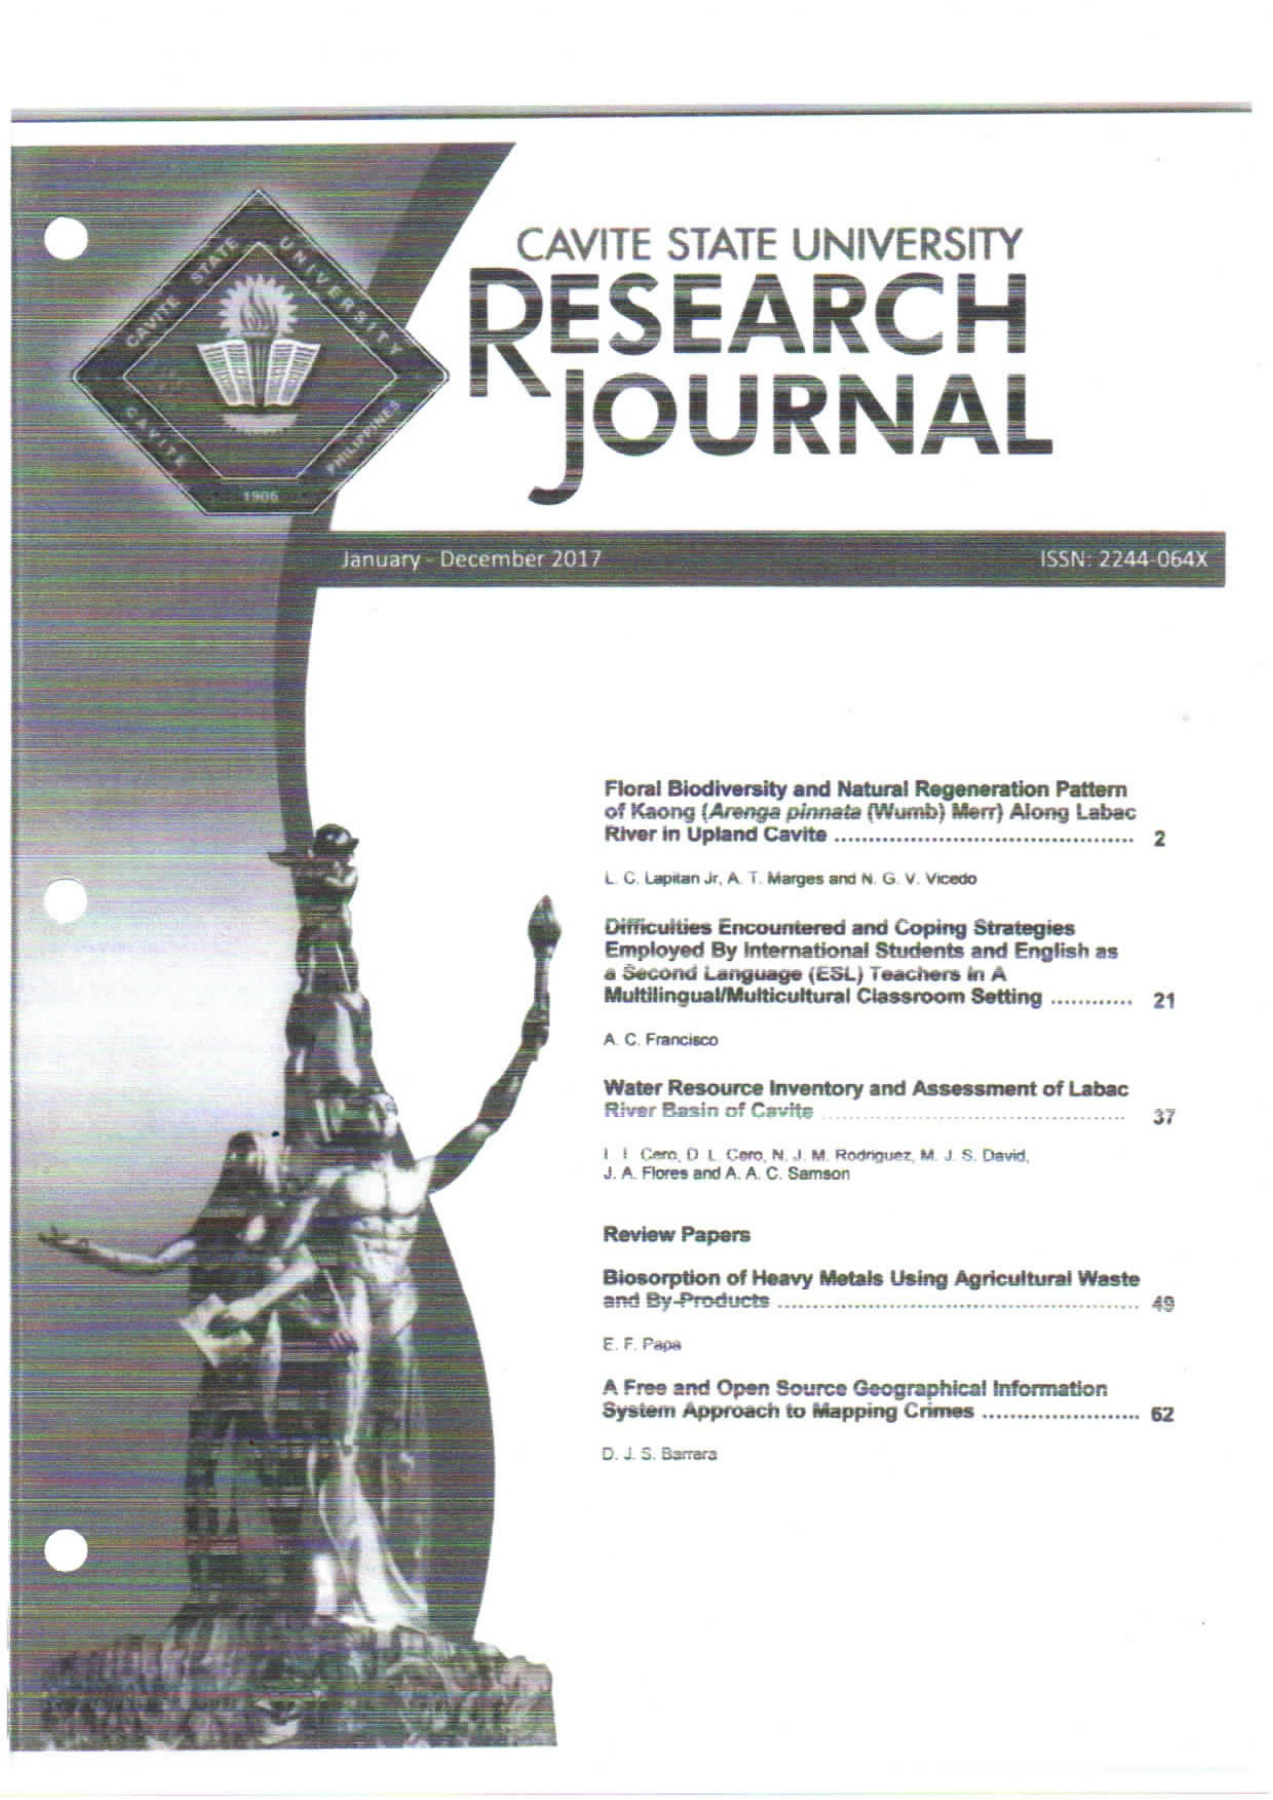 CAVITE STATE UNIVERSITY
CAVITE PHILIPPINES
1906
CAVITE STATE UNIVERSITY
RESEARCH
JOURNAL
January - December 2017 ISSN: 2244-064X
Floral Biodiversity and Natural Regeneration Pattern
of Kaong (Arenga pinnata (Wumb) Merr) Along Labac
River in Upland Cavite ........................................ 2
L. C. Lapitan Jr, A. T. Marges and N. G. V. Vicedo
Difficulties Encountered and Coping Strategies
Employed By International Students and English as
a Second Language (ESL) Teachers in A
Multilingual/Multicultural Classroom Setting ............ 21
A. C. Francisco
Water Resource Inventory and Assessment of Labac
River Basin of Cavite ........................................ 37
Cero, D. L. Cero, N. J. M. Rodriguez, M. J. S. David,
J. A. Flores and A. A. C. Samson
Review Papers
Biosorption of Heavy Metals Using Agricultural Waste
and By-Products ................................................ 49
E. F. Papa
A Free and Open Source Geographical Information
System Approach to Mapping Crimes ...................... 62
D. J. S. Barrera